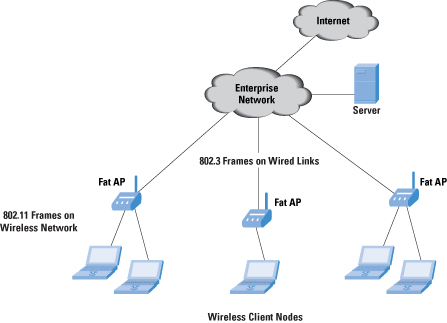 Internet
Enterprise
Network
Server
802.3 Frames on Wired Links
Fat AP
Fat AP
Fat AP
802.11 Frames on
Wireless Network
Wireless Client Nodes